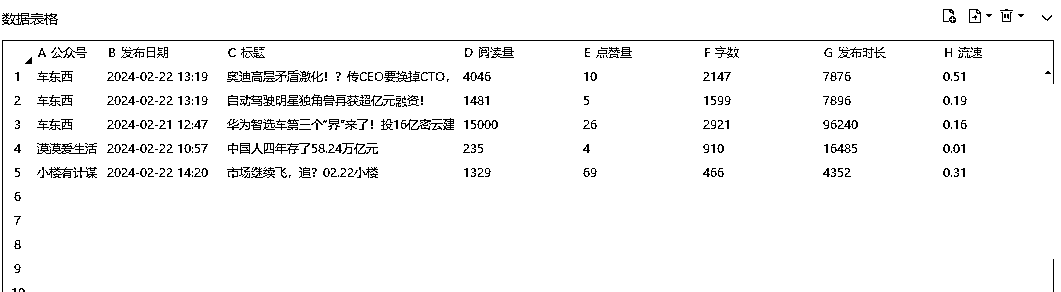 数据表格
A 公众号 B 发布日期 C 标题 D 阅读量 E 点赞量 F 字数 G 发布时长 H 流速
1 车东西 2024-02-22 13:19 奥迪高层矛盾激化！？传CEO要换掉CTO， 4046 10 2147 7876 0.51
2 车东西 2024-02-22 13:19 自动驾驶明星独角兽再获超亿元融资！ 1481 5 1599 7896 0.19
3 车东西 2024-02-21 12:47 华为智选车第三个“界”来了！投16亿密云建 15000 26 2921 96240 0.16
4 漠漠爱生活 2024-02-22 10:57 中国人四年存了58.24万亿元 235 4 910 16485 0.01
5 小楼有计谋 2024-02-22 14:20 市场继续飞，追？02.22小楼 1329 69 466 4352 0.31
6
7
8
9
10